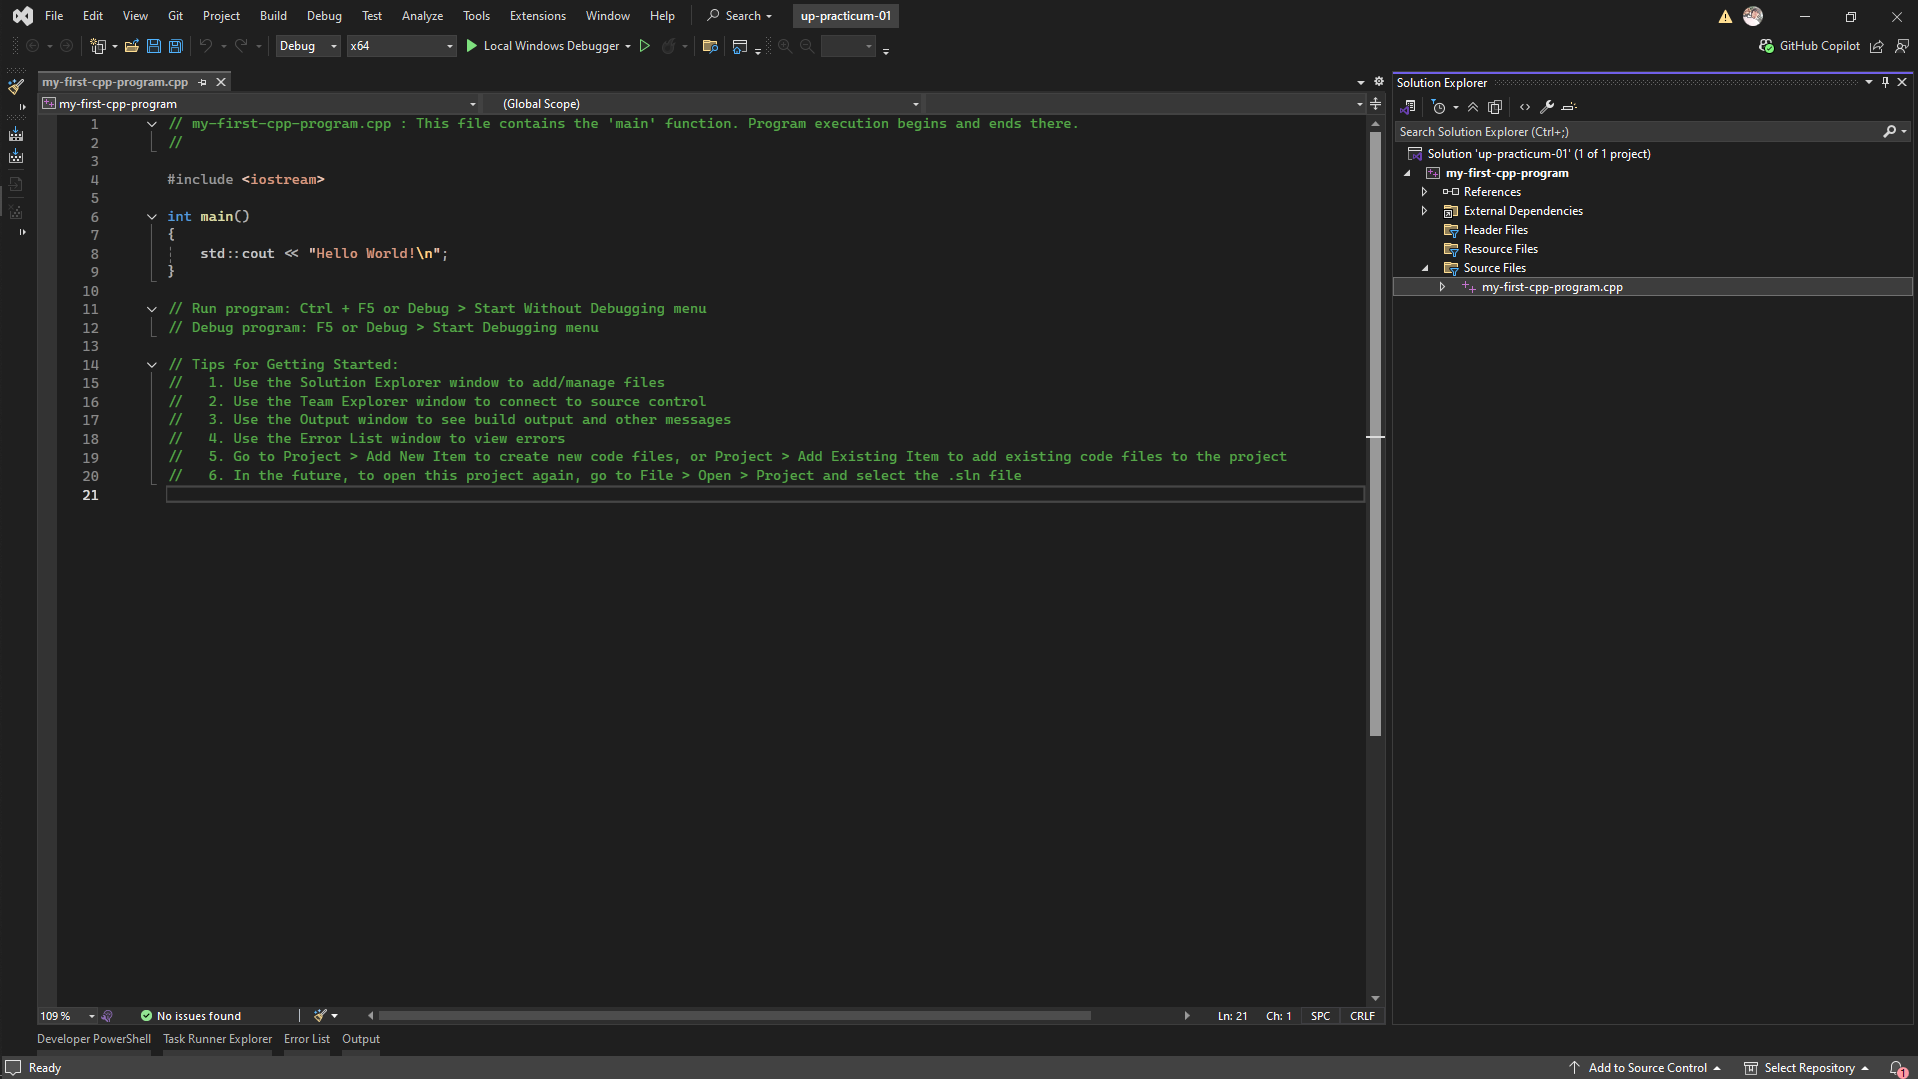 File Edit View Git Project Build Debug Test Analyze Tools Extensions Window Help Search up-practicum-01
Debug x64 Local Windows Debugger GitHub Copilot
my-first-cpp-program.cpp
my-first-cpp-program (Global Scope)
1 // my-first-cpp-program.cpp : This file contains the 'main' function. Program execution begins and ends there.
2 //
3
4 #include <iostream>
5
6 int main()
7 {
8 std::cout << "Hello World!\n";
9 }
10
11 // Run program: Ctrl + F5 or Debug > Start Without Debugging menu
12 // Debug program: F5 or Debug > Start Debugging menu
13
14 // Tips for Getting Started:
15 //   1. Use the Solution Explorer window to add/manage files
16 //   2. Use the Team Explorer window to connect to source control
17 //   3. Use the Output window to see build output and other messages
18 //   4. Use the Error List window to view errors
19 //   5. Go to Project > Add New Item to create new code files, or Project > Add Existing Item to add existing code files to the project
20 //   6. In the future, to open this project again, go to File > Open > Project and select the .sln file
21
Solution Explorer
Search Solution Explorer (Ctrl+;)
Solution 'up-practicum-01' (1 of 1 project)
my-first-cpp-program
References
External Dependencies
Header Files
Resource Files
Source Files
my-first-cpp-program.cpp
109 % No issues found Ln: 21 Ch: 1 SPC CRLF
Developer PowerShell Task Runner Explorer Error List Output
Ready Add to Source Control Select Repository 1